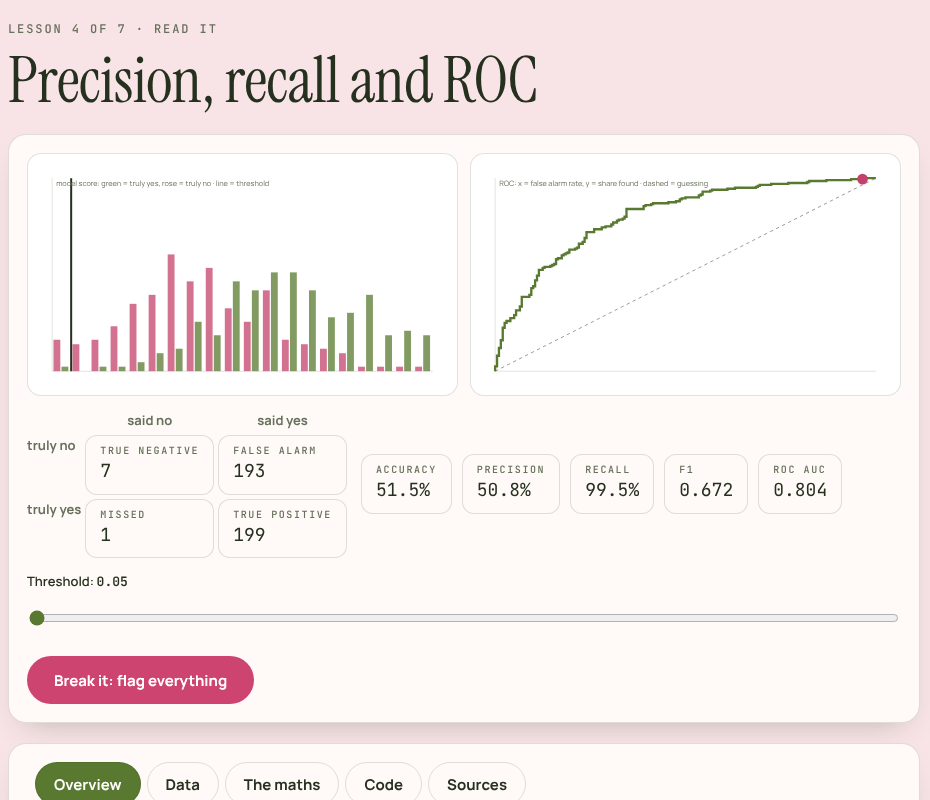 LESSON 4 OF 7 · READ IT
Precision, recall and ROC
model score: green = truly yes, rose = truly no · line = threshold
ROC: x = false alarm rate, y = share found · dashed = guessing
said no
said yes
truly no
TRUE NEGATIVE
7
FALSE ALARM
193
truly yes
MISSED
1
TRUE POSITIVE
199
ACCURACY
51.5%
PRECISION
50.8%
RECALL
99.5%
F1
0.672
ROC AUC
0.804
Threshold: 0.05
Break it: flag everything
Overview
Data
The maths
Code
Sources